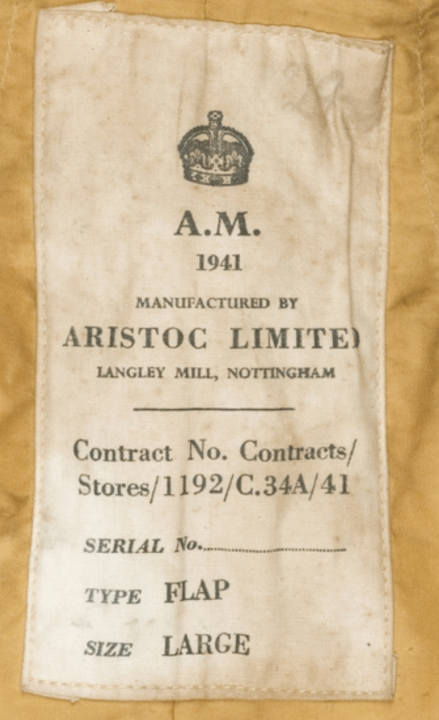 A.M.
1941
MANUFACTURED BY
ARISTOC LIMITED
LANGLEY MILL, NOTTINGHAM
Contract No. Contracts/
Stores/1192/C.34A/41
SERIAL No.
TYPE FLAP
SIZE LARGE